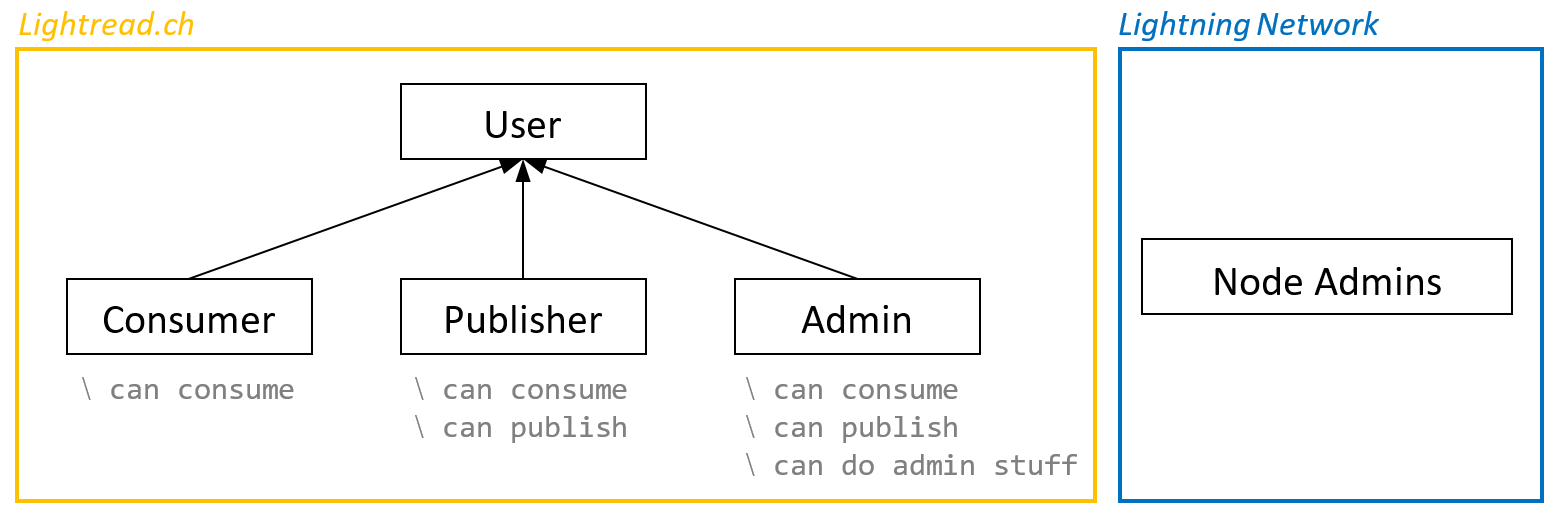 Lightread.ch
User
Consumer
\ can consume
Publisher
\ can consume
\ can publish
Admin
\ can consume
\ can publish
\ can do admin stuff
Lightning Network
Node Admins